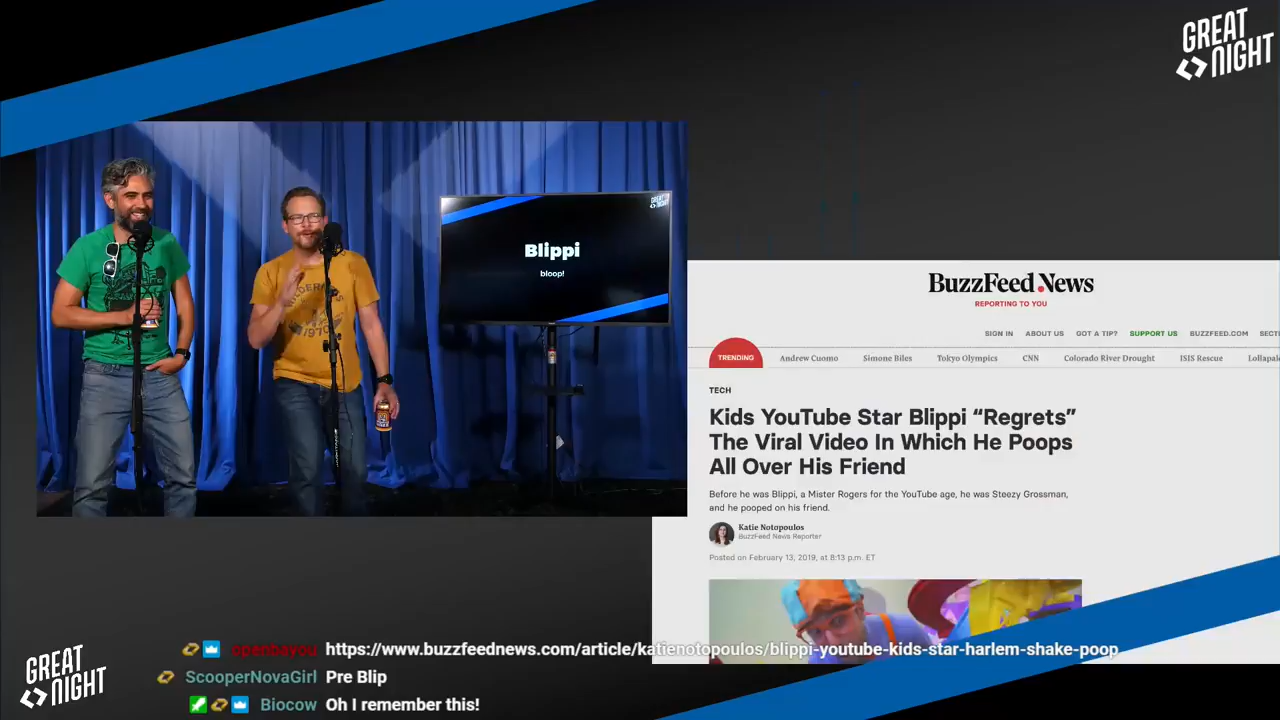 GREAT
NIGHT
Blippi
bloop!
BuzzFeed News
REPORTING TO YOU
SIGN IN ABOUT US GOT A TIP? SUPPORT US BUZZFEED.COM SECT
TRENDING Andrew Cuomo Simone Biles Tokyo Olympics CNN Colorado River Drought ISIS Rescue Lollapal
TECH
Kids YouTube Star Blippi “Regrets”
The Viral Video In Which He Poops
All Over His Friend
Before he was Blippi, a Mister Rogers for the YouTube age, he was Steezy Grossman,
and he pooped on his friend.
Katie Notopoulos
BuzzFeed News Reporter
Posted on February 13, 2019, at 8:13 p.m. ET
openbayou https://www.buzzfeednews.com/article/katienotopoulos/blippi-youtube-kids-star-harlem-shake-poop
ScooperNovaGirl Pre Blip
Biocow Oh I remember this!
GREAT
NIGHT